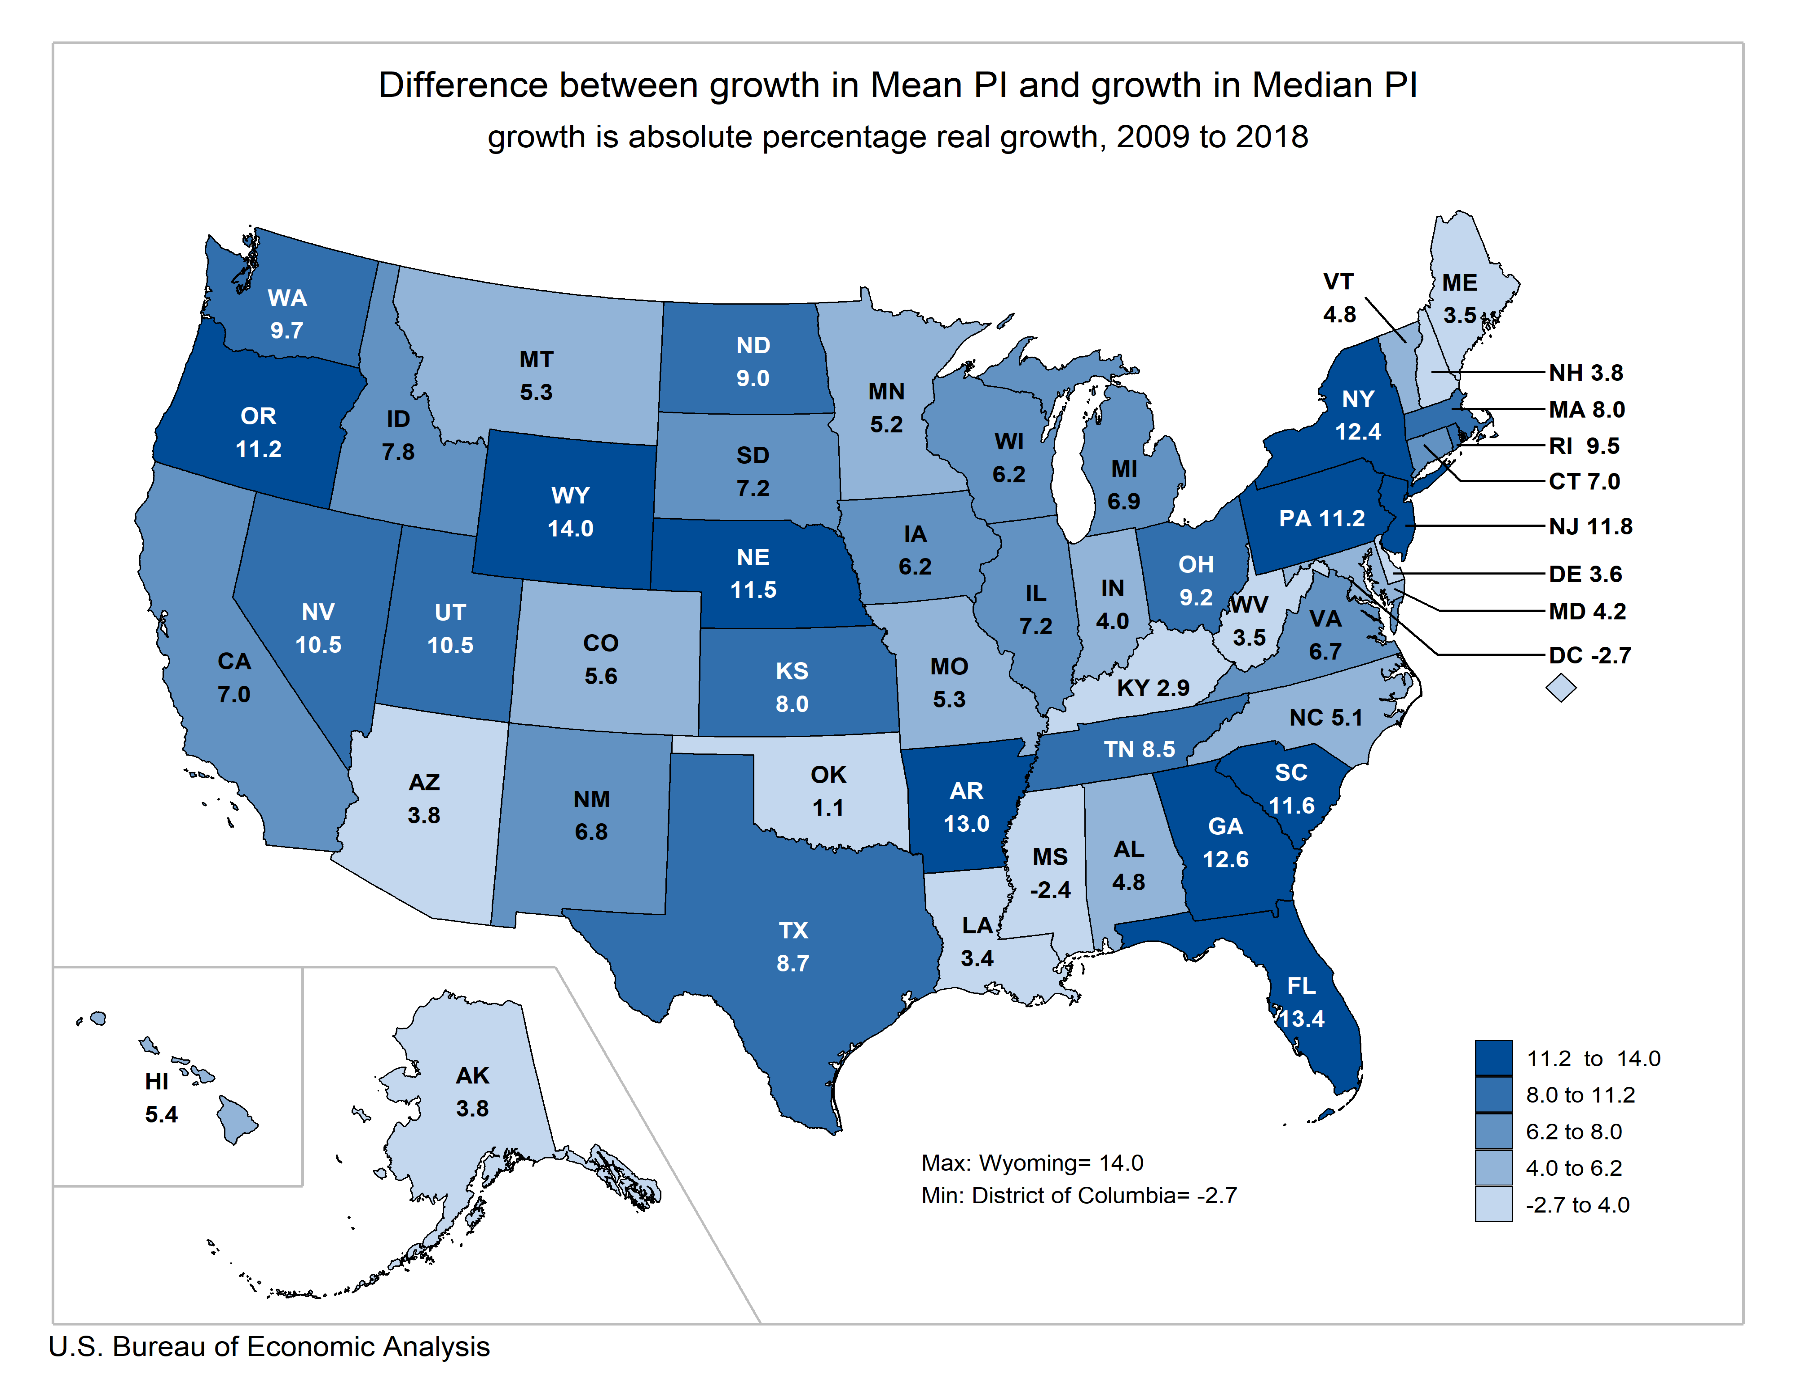 Difference between growth in Mean PI and growth in Median PI
growth is absolute percentage real growth, 2009 to 2018
WA
9.7
OR
11.2
ID
7.8
MT
5.3
ND
9.0
MN
5.2
SD
7.2
WY
14.0
WI
6.2
MI
6.9
VT
4.8
ME
3.5
NY
12.4
NH 3.8
MA 8.0
RI 9.5
CT 7.0
PA 11.2
NJ 11.8
DE 3.6
MD 4.2
DC -2.7
NE
11.5
IA
6.2
IL
7.2
IN
4.0
OH
9.2
WV
3.5
VA
6.7
NV
10.5
UT
10.5
CA
7.0
CO
5.6
KS
8.0
MO
5.3
KY 2.9
NC 5.1
TN 8.5
AZ
3.8
NM
6.8
OK
1.1
AR
13.0
SC
11.6
GA
12.6
MS
-2.4
AL
4.8
LA
3.4
TX
8.7
FL
13.4
HI
5.4
AK
3.8
11.2 to 14.0
8.0 to 11.2
6.2 to 8.0
4.0 to 6.2
-2.7 to 4.0
Max: Wyoming= 14.0
Min: District of Columbia= -2.7
U.S. Bureau of Economic Analysis